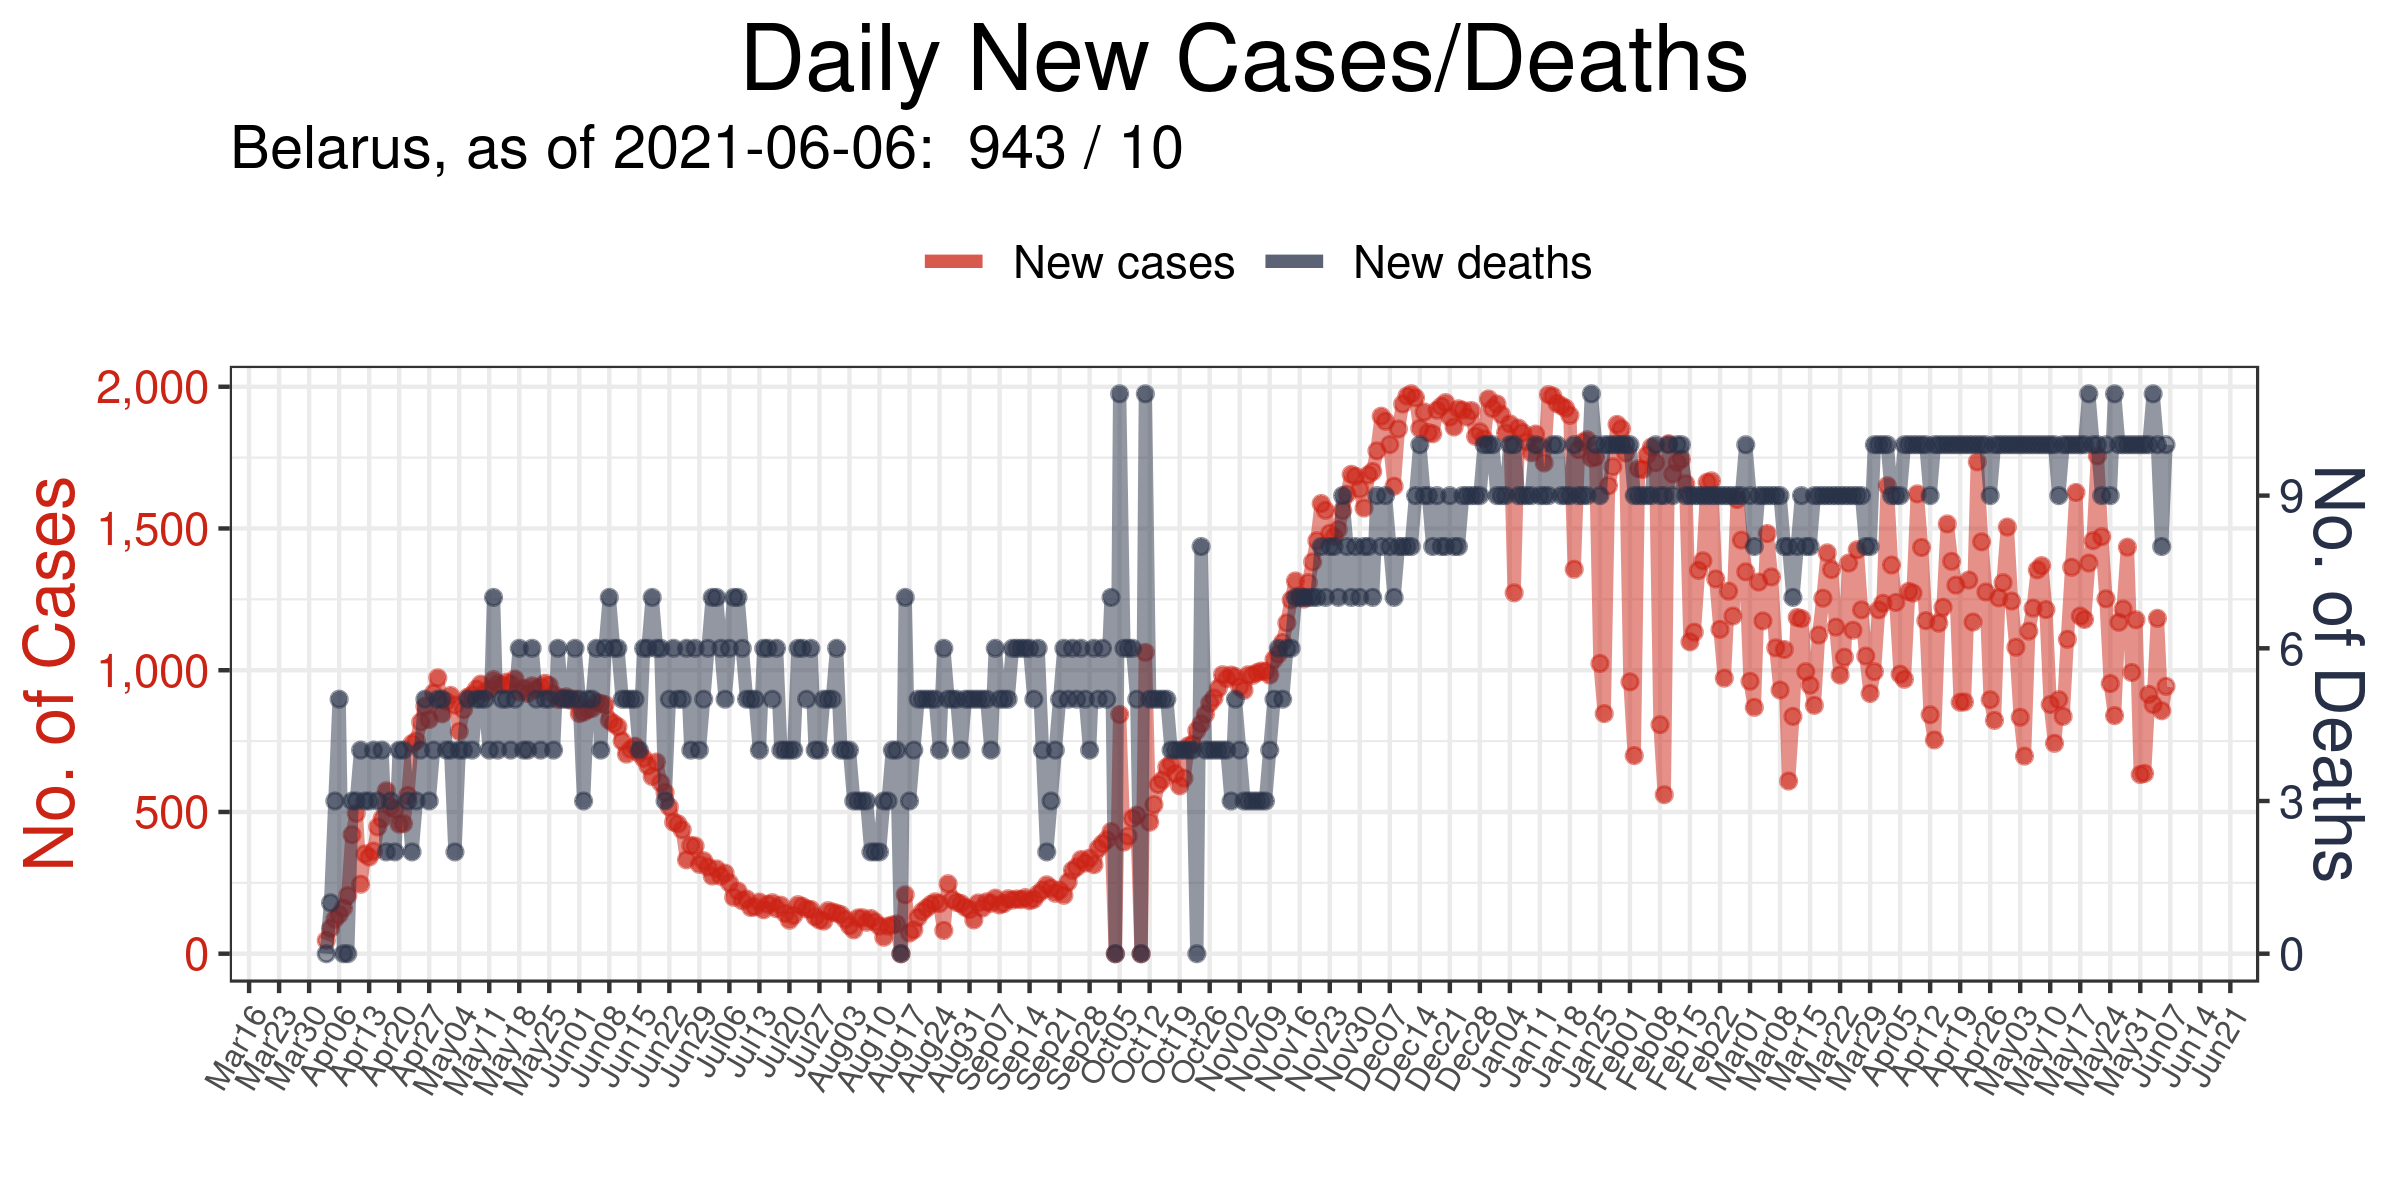 Daily New Cases/Deaths
Belarus, as of 2021-06-06:  943 / 10
New cases New deaths
No. of Cases
2,000
1,500
1,000
500
0
9
6
3
0
No. of Deaths
Mar16 Mar23 Mar30 Apr06 Apr13 Apr20 Apr27 May04 May11 May18 May25 Jun01 Jun08 Jun15 Jun22 Jun29 Jul06 Jul13 Jul20 Jul27 Aug03 Aug10 Aug17 Aug24 Aug31 Sep07 Sep14 Sep21 Sep28 Oct05 Oct12 Oct19 Oct26 Nov02 Nov09 Nov16 Nov23 Nov30 Dec07 Dec14 Dec21 Dec28 Jan04 Jan11 Jan18 Jan25 Feb01 Feb08 Feb15 Feb22 Mar01 Mar08 Mar15 Mar22 Mar29 Apr05 Apr12 Apr19 Apr26 May03 May10 May17 May24 May31 Jun07 Jun14 Jun21